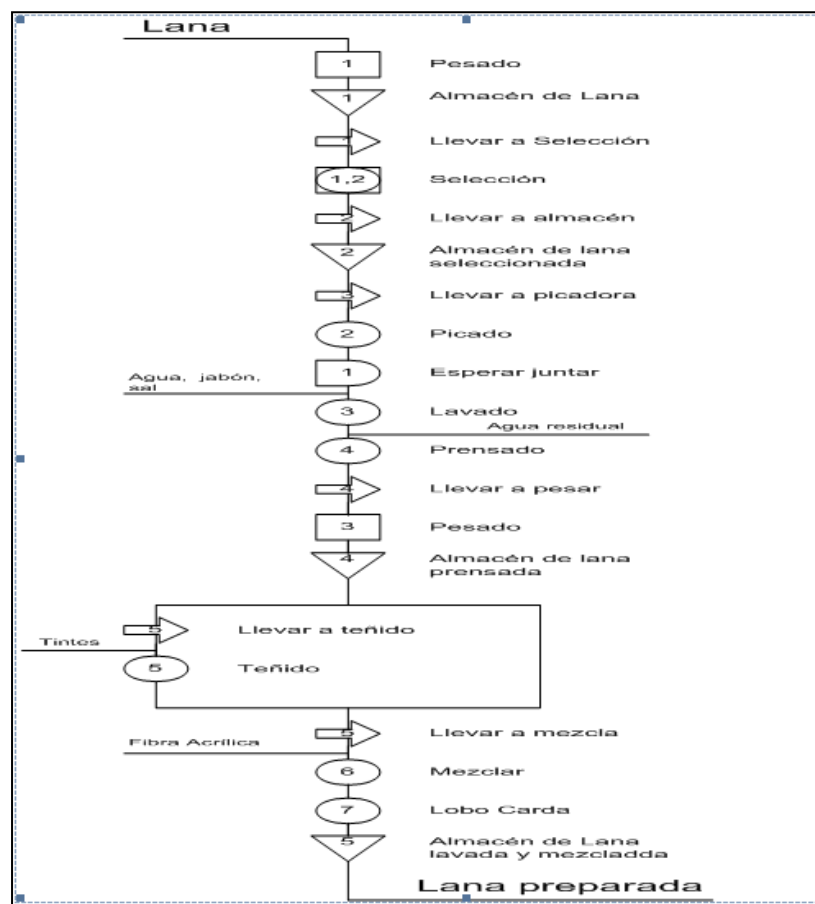 Lana
1 Pesado
1 Almacén de Lana
1 Llevar a Selección
1,2 Selección
2 Llevar a almacén
2 Almacén de lana
seleccionada
3 Llevar a picadora
2 Picado
1 Esperar juntar
Agua, jabón,
sal
3 Lavado
Agua residual
4 Prensado
4 Llevar a pesar
3 Pesado
4 Almacén de lana
prensada
5 Llevar a teñido
Tintes
5 Teñido
5 Llevar a mezcla
Fibra Acrílica
6 Mezclar
7 Lobo Carda
5 Almacén de Lana
lavada y mezcladda
Lana preparada